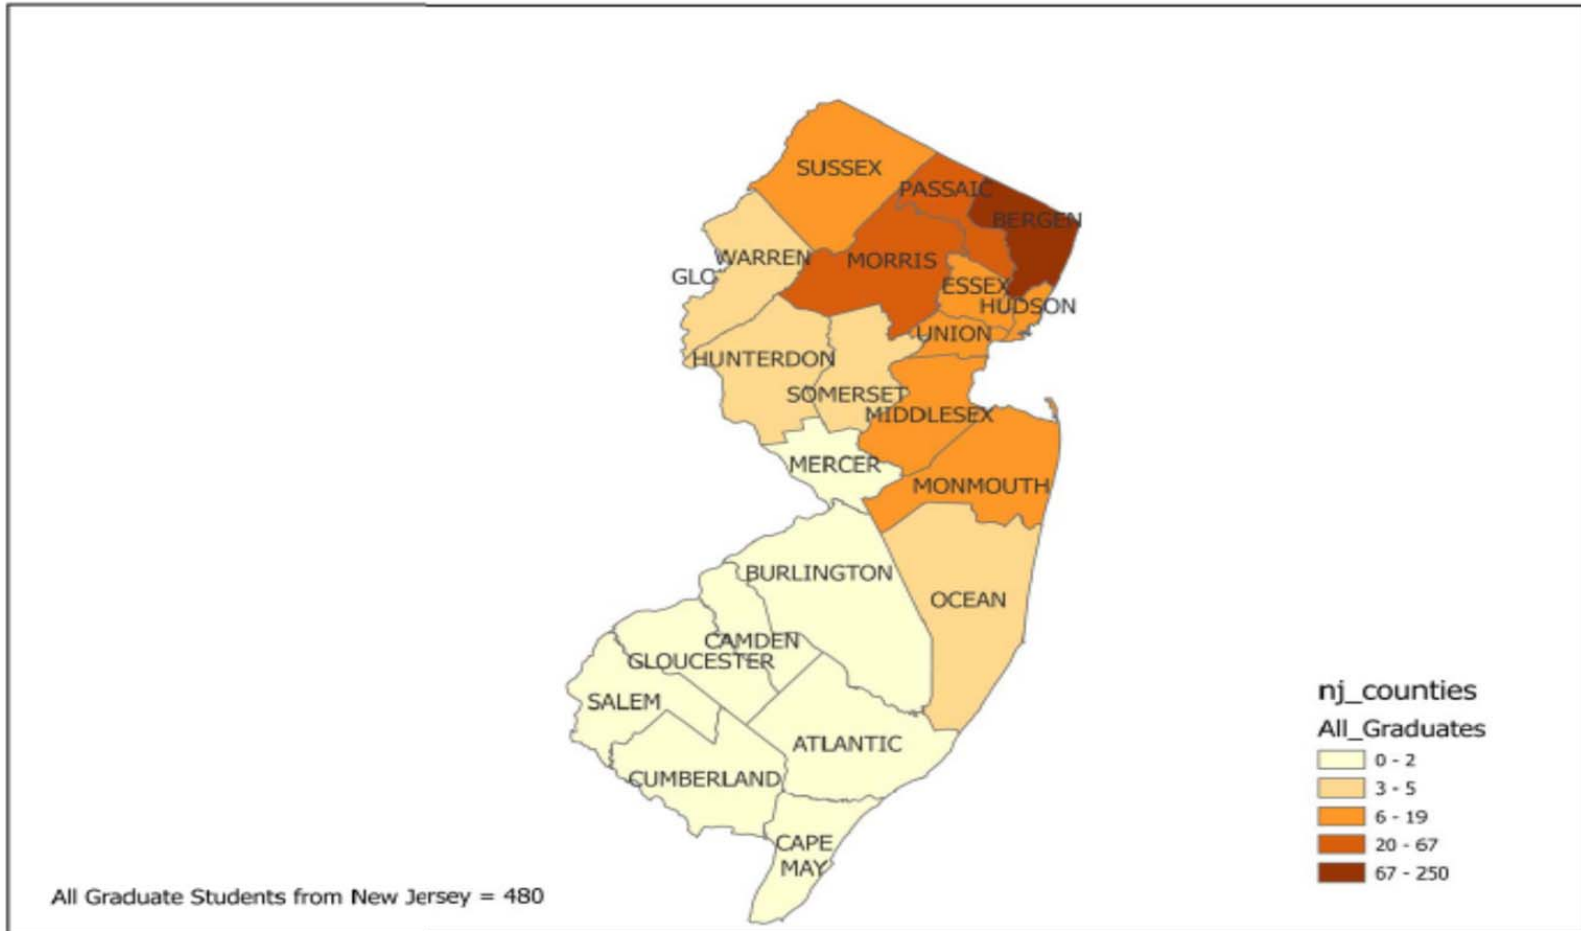 SUSSEX
PASSAIC
BERGEN
WARREN
MORRIS
GLO
ESSEX
HUDSON
UNION
HUNTERDON
SOMERSET
MIDDLESEX
MERCER
MONMOUTH
BURLINGTON
OCEAN
CAMDEN
GLOUCESTER
SALEM
ATLANTIC
CUMBERLAND
CAPE
MAY
nj_counties
All_Graduates
0 - 2
3 - 5
6 - 19
20 - 67
67 - 250
All Graduate Students from New Jersey = 480